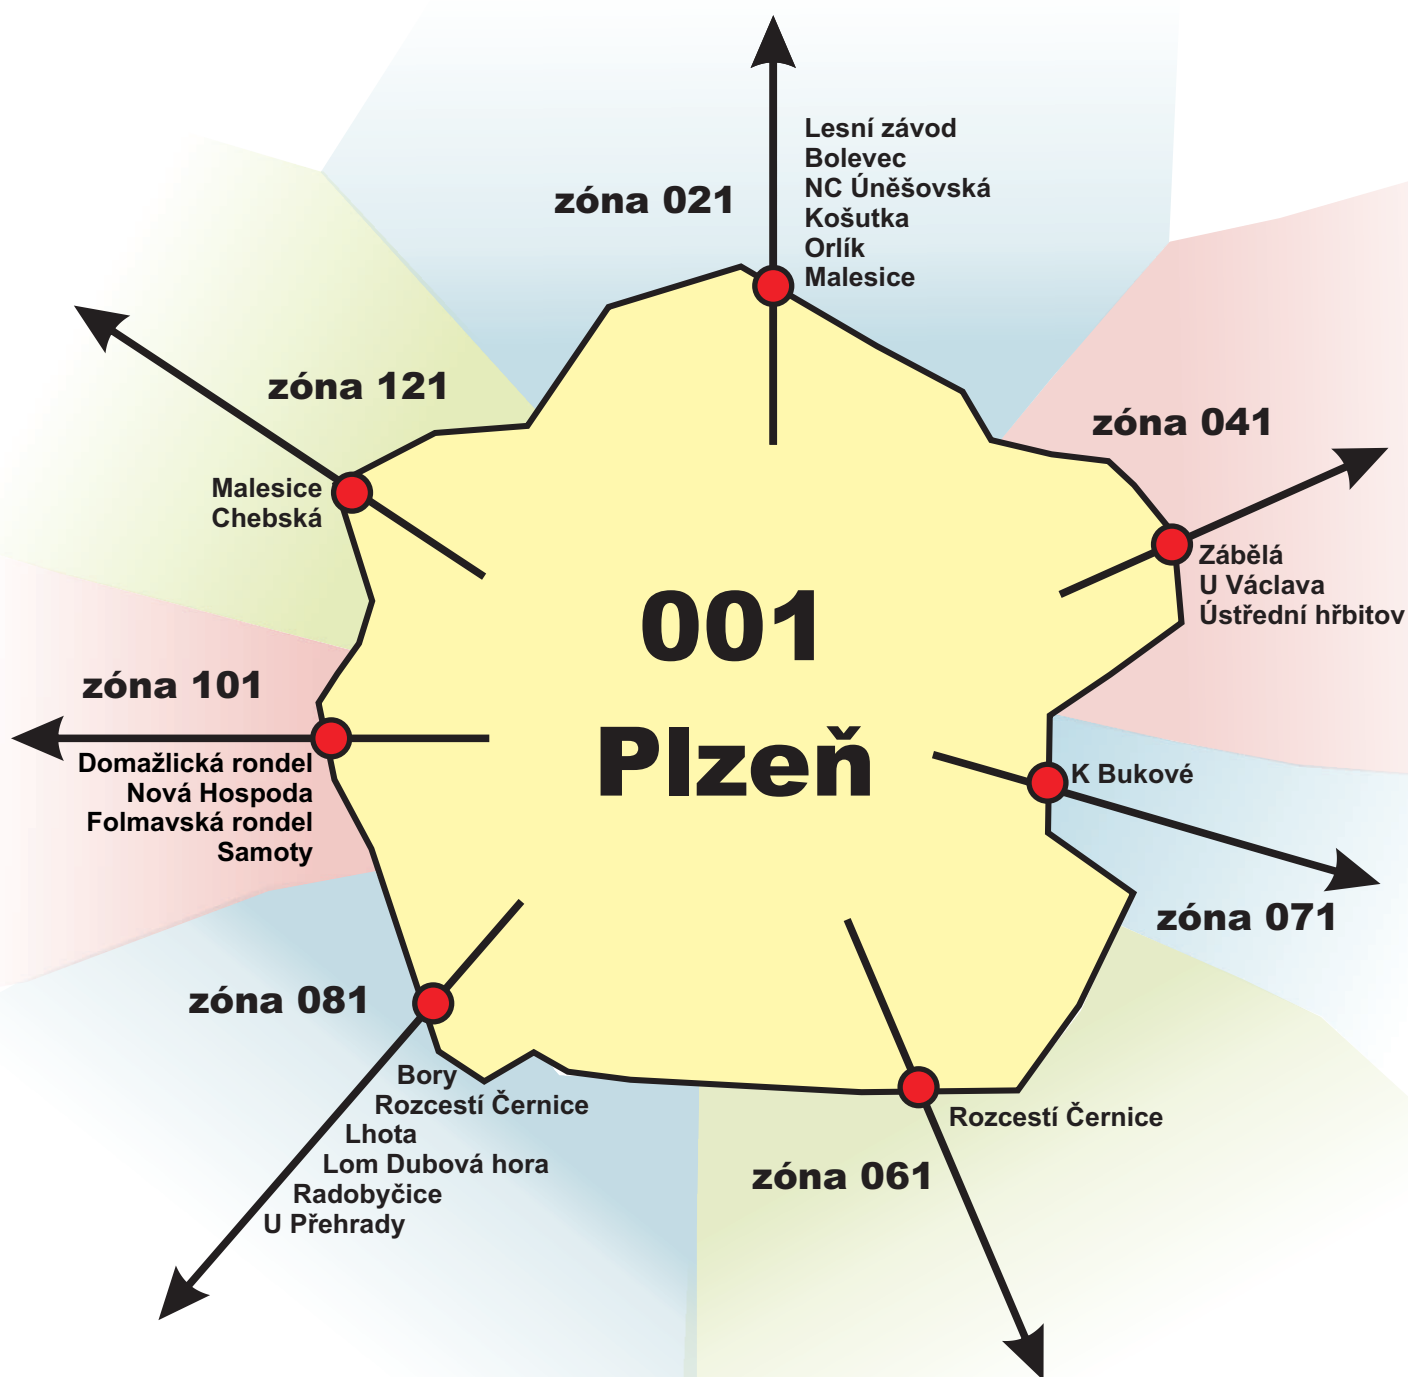 Lesní závod
Bolevec
NC Úněšovská
Košutka
Orlík
Malesice
zóna 021
zóna 121
Malesice
Chebská
zóna 041
Zábělá
U Václava
Ústřední hřbitov
001
Plzeň
zóna 101
Domažlická rondel
Nová Hospoda
Folmavská rondel
Samoty
K Bukové
zóna 071
zóna 081
Bory
Rozcestí Černice
Lhota
Lom Dubová hora
Radobyčice
U Přehrady
Rozcestí Černice
zóna 061